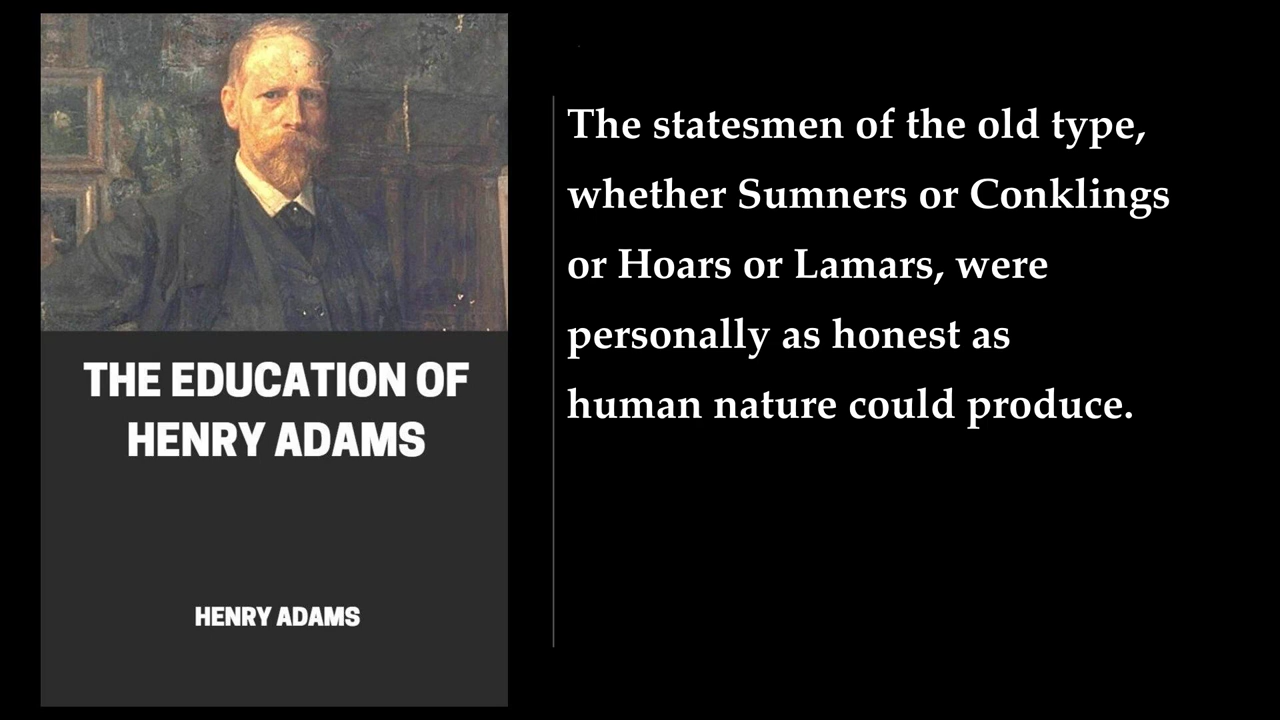 THE EDUCATION OF
HENRY ADAMS
HENRY ADAMS
The statesmen of the old type,
whether Sumners or Conklings
or Hoars or Lamars, were
personally as honest as
human nature could produce.